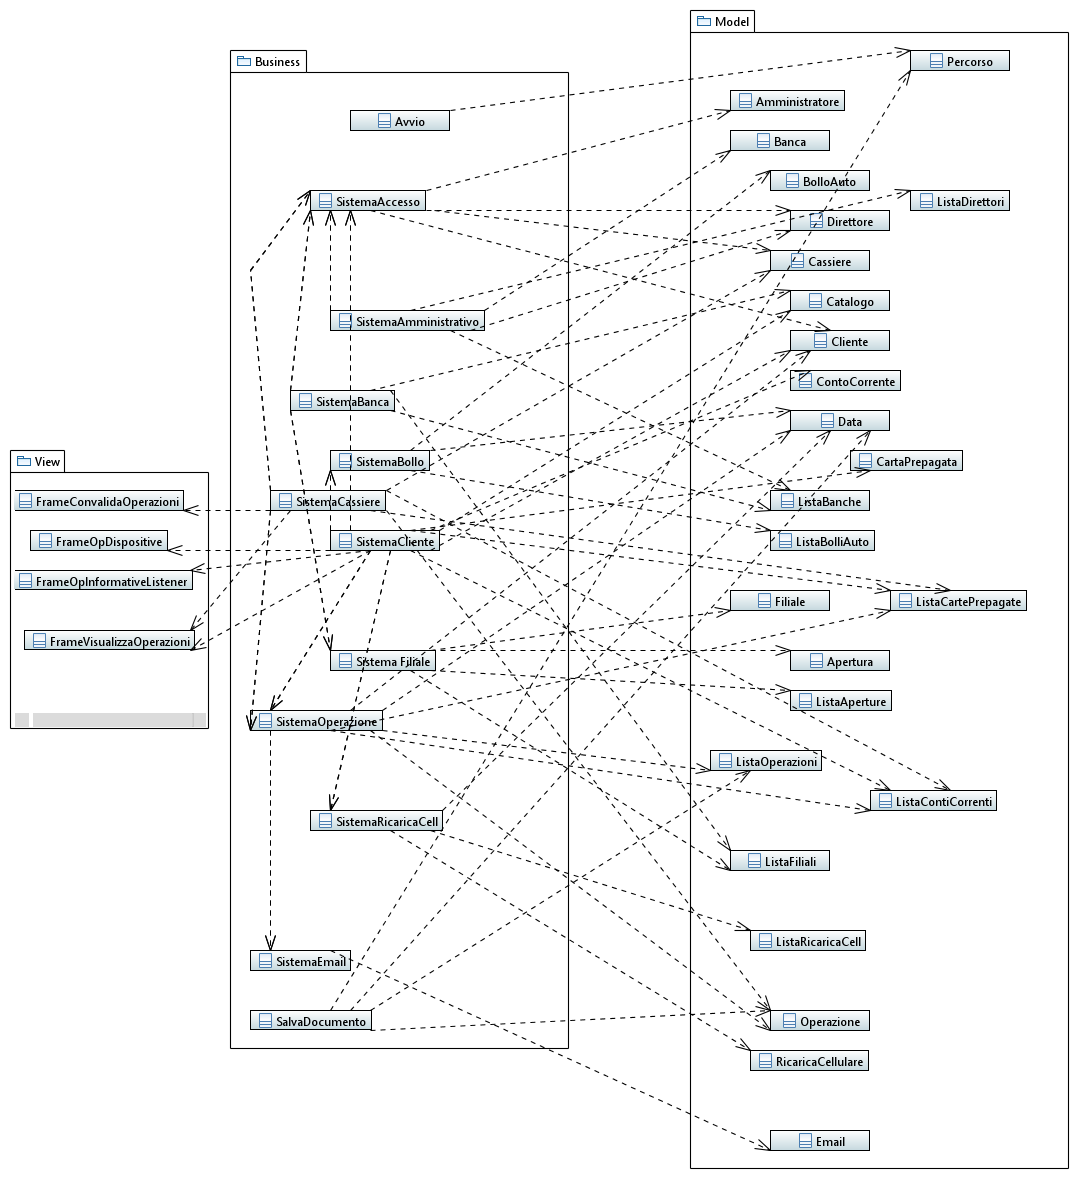 Model
Business
Percorso
Amministratore
Avvio
Banca
BolloAuto
SistemaAccesso
ListaDirettori
Direttore
Cassiere
Catalogo
SistemaAmministrativo
Cliente
ContoCorrente
SistemaBanca
Data
View
SistemaBollo
CartaPrepagata
FrameConvalidaOperazioni
SistemaCassiere
ListaBanche
FrameOpDispositive
SistemaCliente
ListaBolliAuto
FrameOpInformativeListener
Filiale
ListaCartePrepagate
FrameVisualizzaOperazioni
Sistema Filiale
Apertura
ListaAperture
SistemaOperazione
ListaOperazioni
ListaContiCorrenti
SistemaRicaricaCell
ListaFiliali
ListaRicaricaCell
SistemaEmail
SalvaDocumento
Operazione
RicaricaCellulare
Email